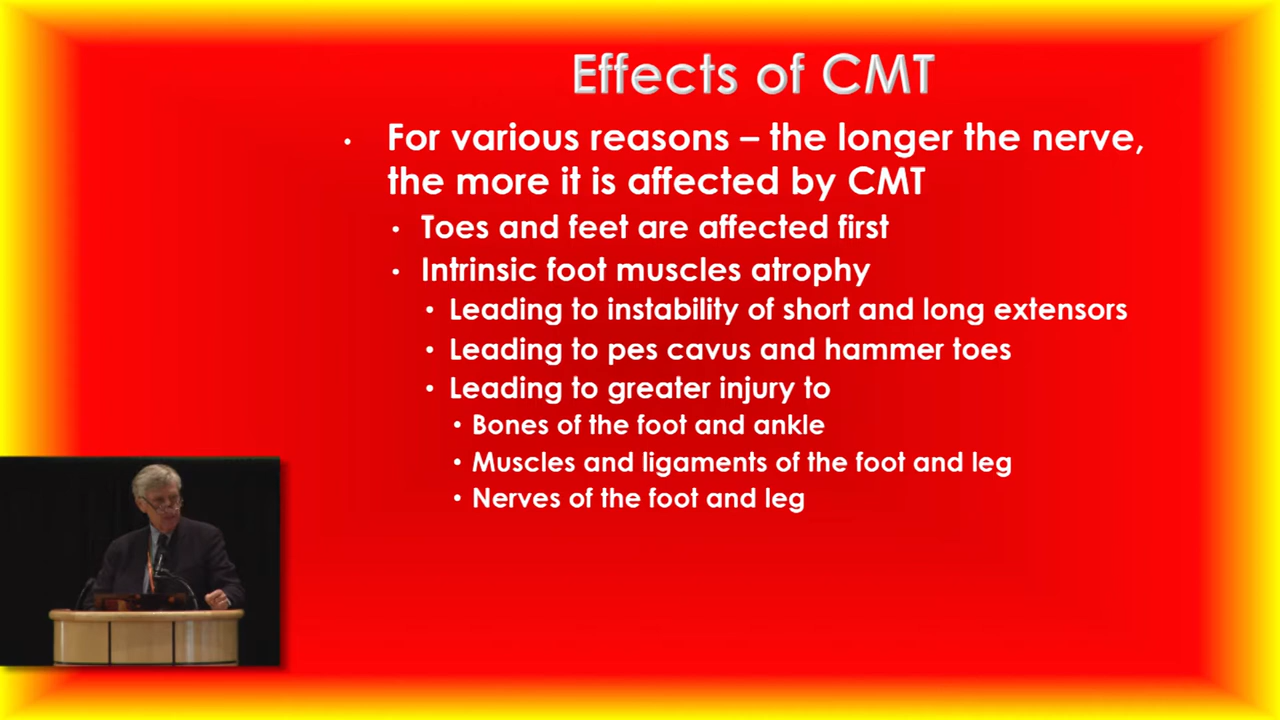 Effects of CMT
• For various reasons – the longer the nerve,
the more it is affected by CMT
• Toes and feet are affected first
• Intrinsic foot muscles atrophy
• Leading to instability of short and long extensors
• Leading to pes cavus and hammer toes
• Leading to greater injury to
• Bones of the foot and ankle
• Muscles and ligaments of the foot and leg
• Nerves of the foot and leg